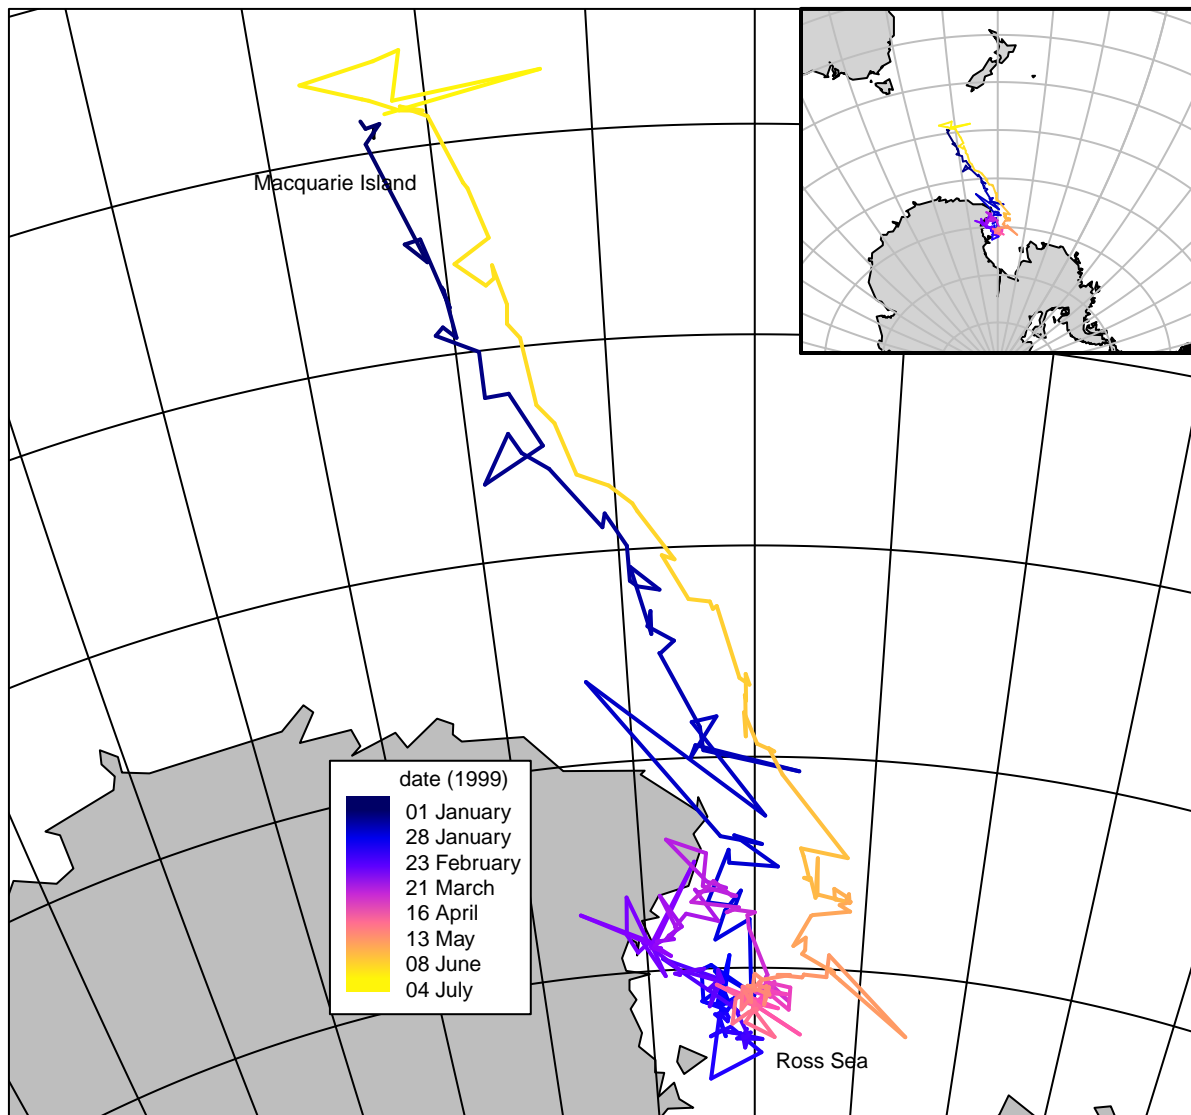 Macquarie Island
date (1999)
01 January
28 January
23 February
21 March
16 April
13 May
08 June
04 July
Ross Sea